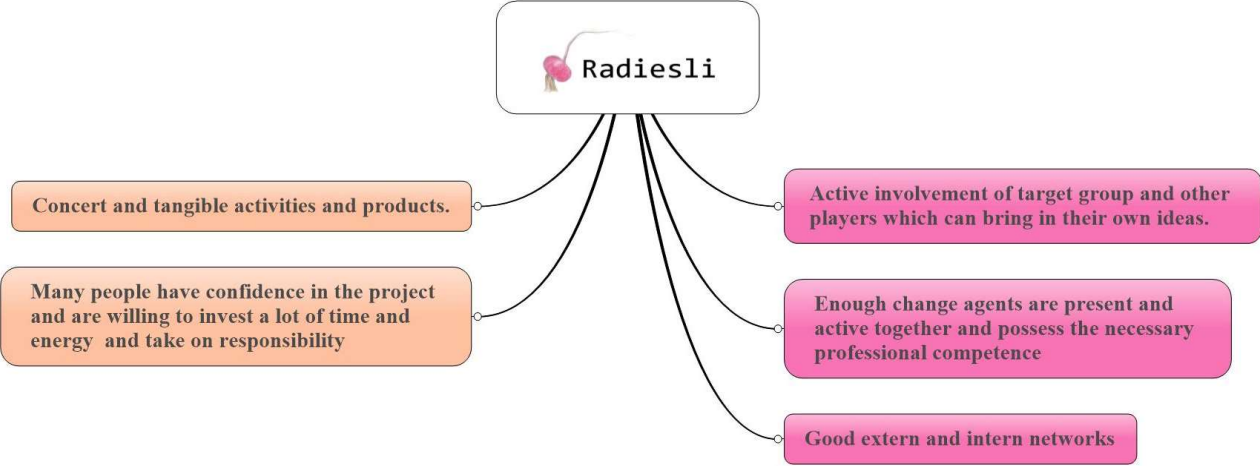 Radiesli
Concert and tangible activities and products.
Many people have confidence in the project
and are willing to invest a lot of time and
energy  and take on responsibility
Active involvement of target group and other
players which can bring in their own ideas.
Enough change agents are present and
active together and possess the necessary
professional competence
Good extern and intern networks